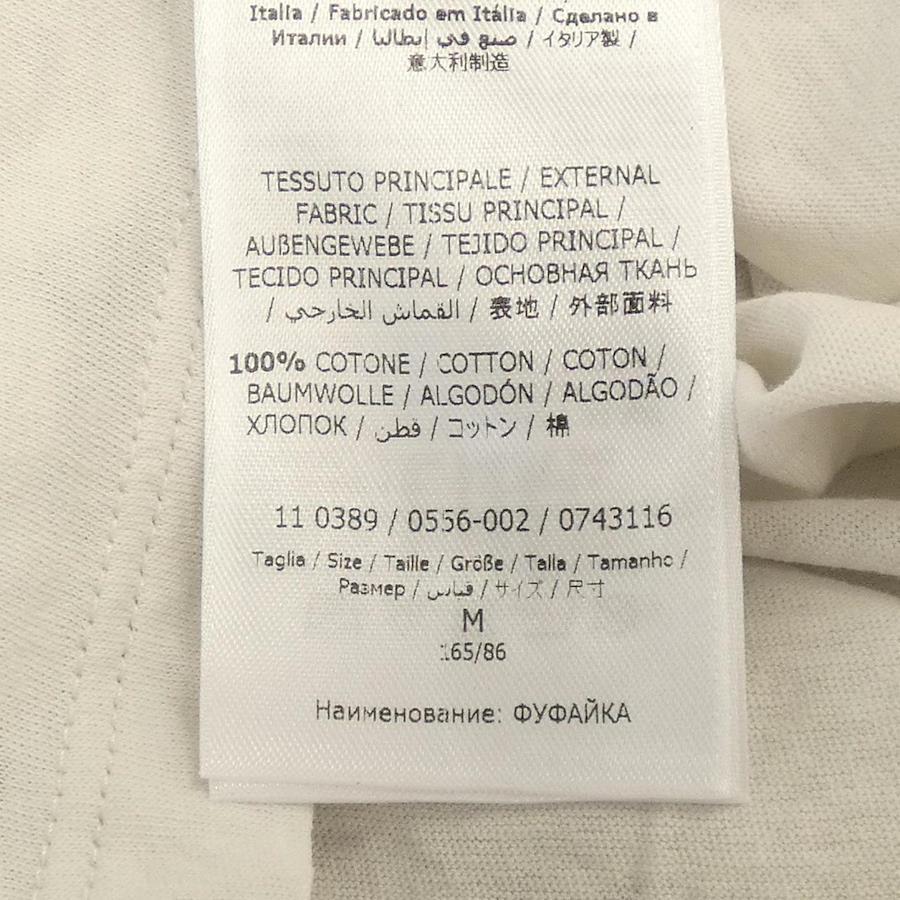 Italia / Fabricado em Itália / Сделано в
Италии / صنع في إيطاليا / イタリア製 /
意大利制造
TESSUTO PRINCIPALE / EXTERNAL
FABRIC / TISSU PRINCIPAL /
AUßENGEWEBE / TEJIDO PRINCIPAL /
TECIDO PRINCIPAL / ОСНОВНАЯ ТКАНЬ
/ القماش الخارجي / 表地 / 外部面料
100% COTONE / COTTON / COTON /
BAUMWOLLE / ALGODÓN / ALGODÃO /
ХЛОПОК / قطن / コットン / 棉
11 0389 / 0556-002 / 0743116
Taglia / Size / Taille / Größe / Talla / Tamanho /
Размер / قياس / サイズ / 尺寸
M
165/86
Наименование: ФУФАЙКА